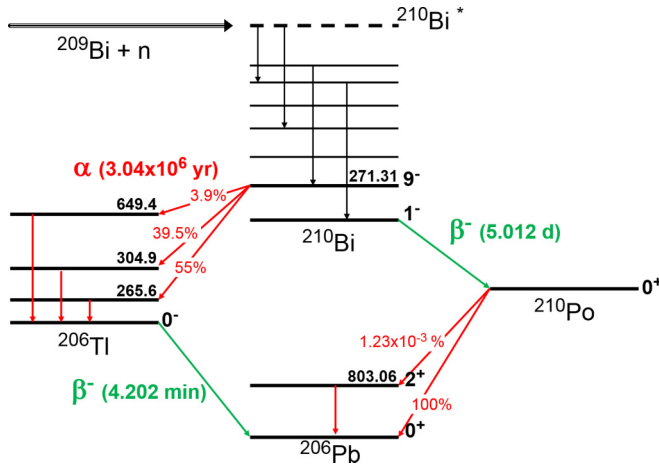 ²¹⁰Bi *
²⁰⁹Bi + n
α (3.04x10⁶ yr)
271.31 9⁻
3.9%
649.4
1⁻
39.5%
²¹⁰Bi
β⁻ (5.012 d)
304.9
55%
265.6
0⁺
0⁻
²¹⁰Po
²⁰⁶Tl
1.23x10⁻³ %
β⁻ (4.202 min)
803.06 2⁺
100%
0⁺
²⁰⁶Pb